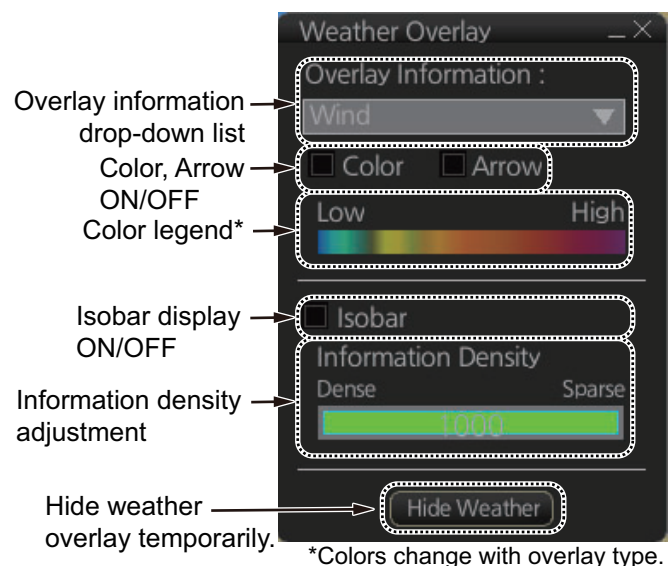 Weather Overlay
Overlay Information :
Overlay information
drop-down list
Wind
Color, Arrow
ON/OFF
Color Arrow
Color legend*
Low High
Isobar display
ON/OFF
Isobar
Information Density
Dense Sparse
Information density
adjustment
1000
Hide weather
overlay temporarily.
Hide Weather
*Colors change with overlay type.